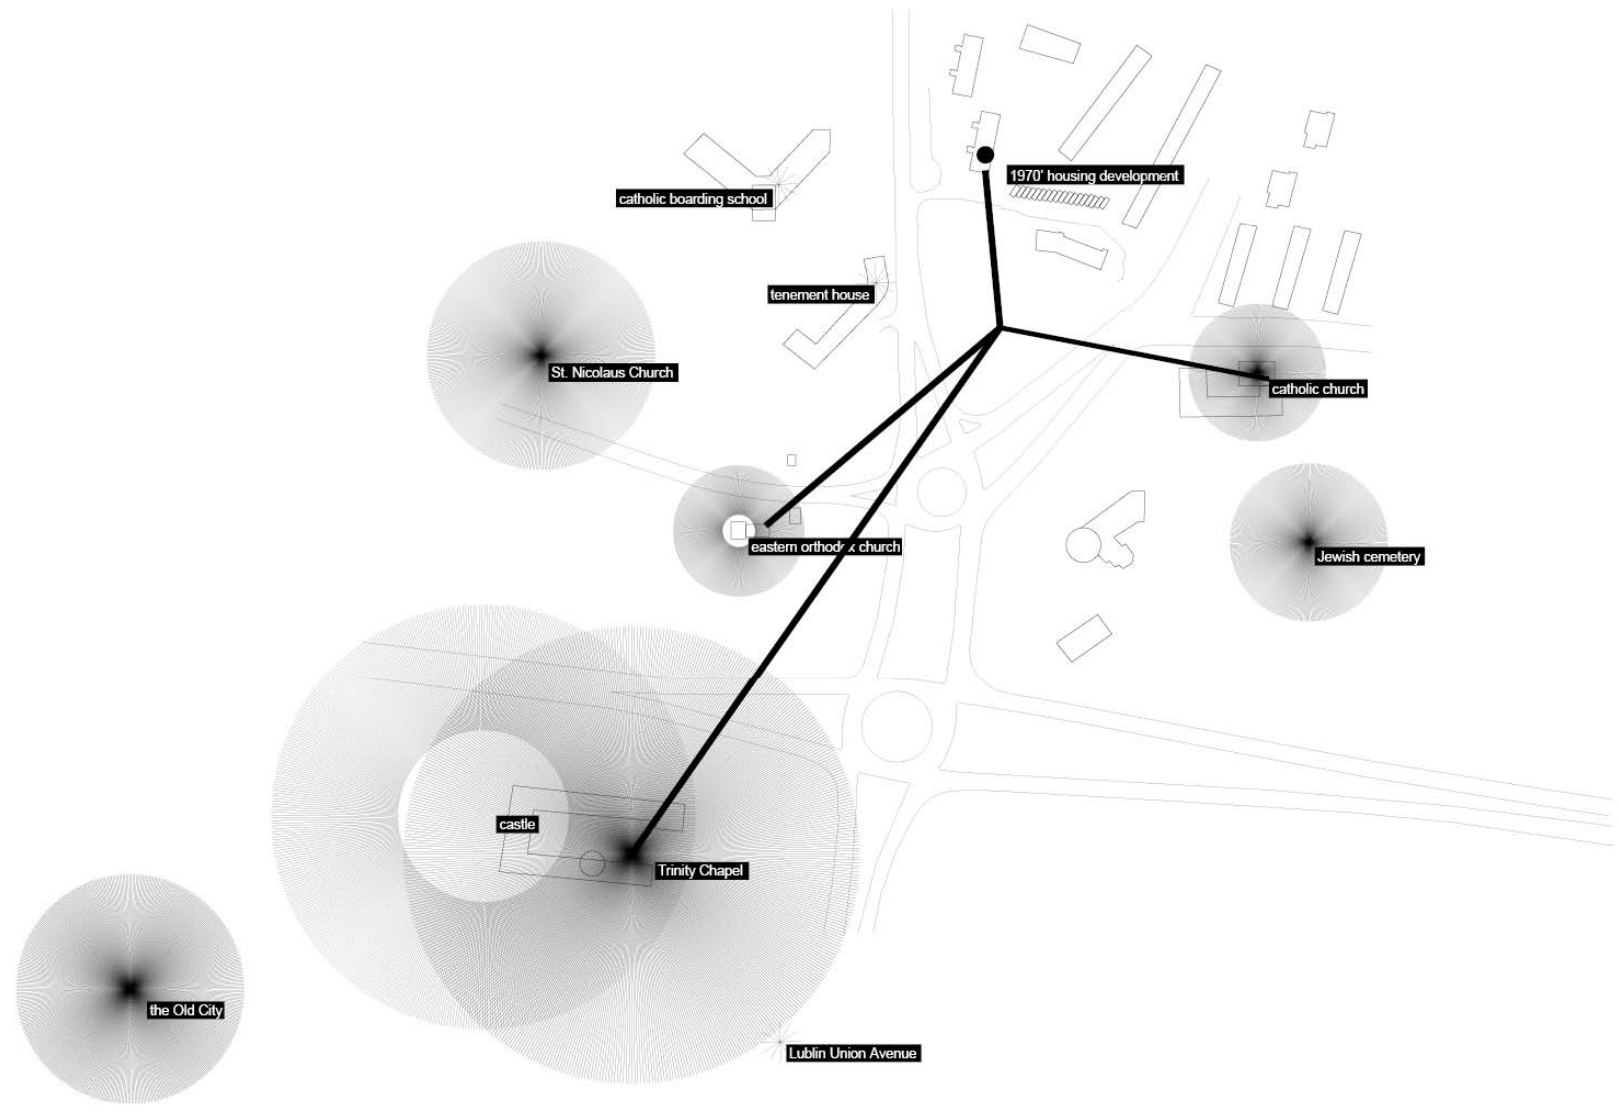 1970' housing development
catholic boarding school
tenement house
St. Nicolaus Church
catholic church
eastern orthodox church
Jewish cemetery
castle
Trinity Chapel
the Old City
Lublin Union Avenue